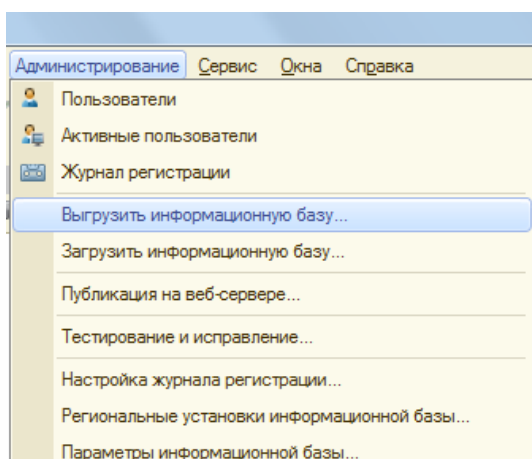 Администрирование Сервис Окна Справка
Пользователи
Активные пользователи
Журнал регистрации
Выгрузить информационную базу...
Загрузить информационную базу...
Публикация на веб-сервере...
Тестирование и исправление...
Настройка журнала регистрации...
Региональные установки информационной базы...
Параметры информационной базы...